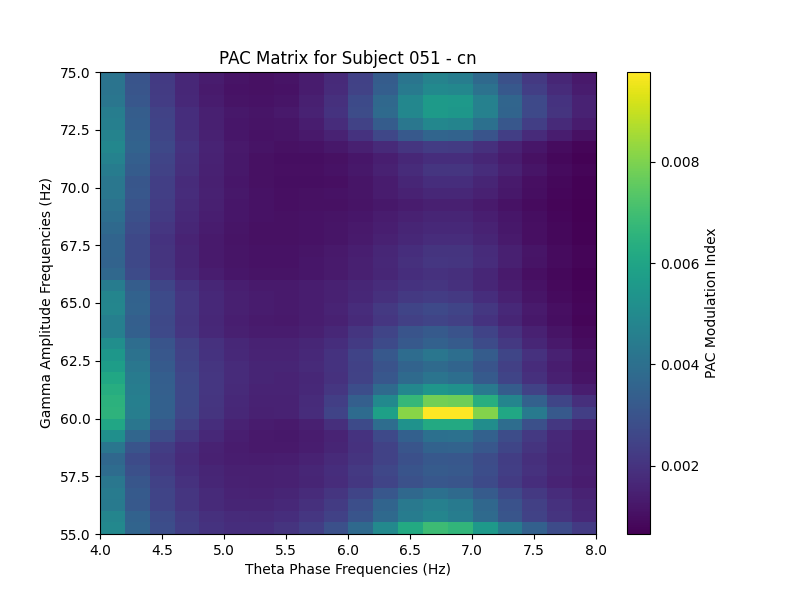 PAC Matrix for Subject 051 - cn
75.0
72.5
70.0
67.5
65.0
62.5
60.0
57.5
55.0
Gamma Amplitude Frequencies (Hz)
4.0 4.5 5.0 5.5 6.0 6.5 7.0 7.5 8.0
Theta Phase Frequencies (Hz)
0.008
0.006
0.004
0.002
PAC Modulation Index